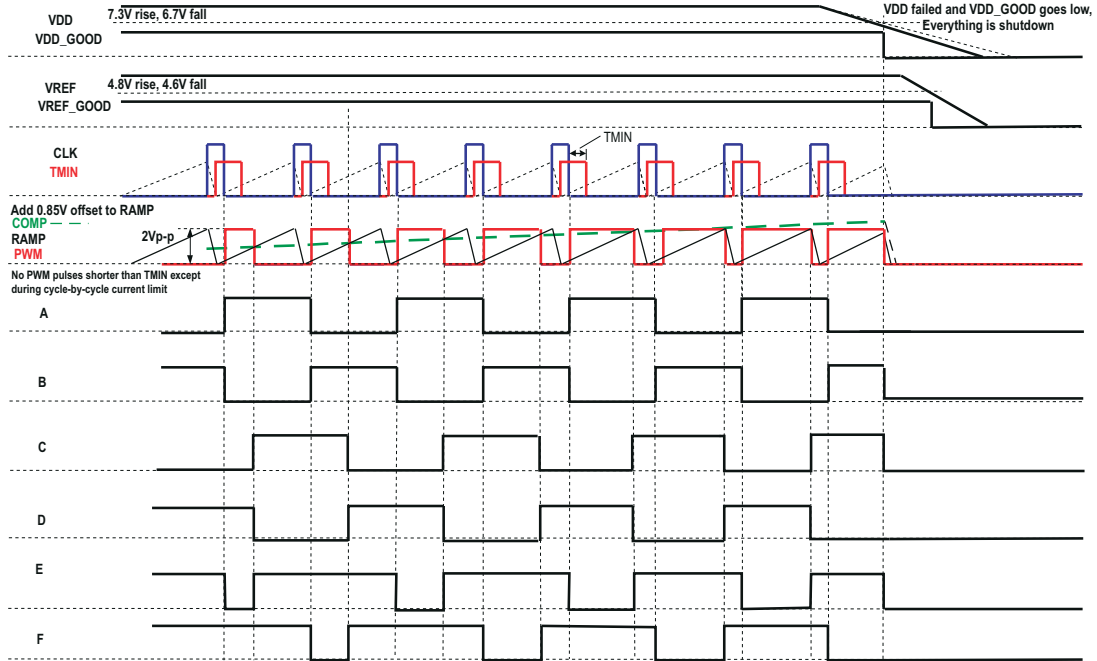 VDD
7.3V rise, 6.7V fall
VDD failed and VDD_GOOD goes low,
Everything is shutdown
VDD_GOOD
VREF
4.8V rise, 4.6V fall
VREF_GOOD
CLK
TMIN
TMIN
Add 0.85V offset to RAMP
COMP
RAMP
PWM
2Vp-p
No PWM pulses shorter than TMIN except
during cycle-by-cycle current limit
A
B
C
D
E
F